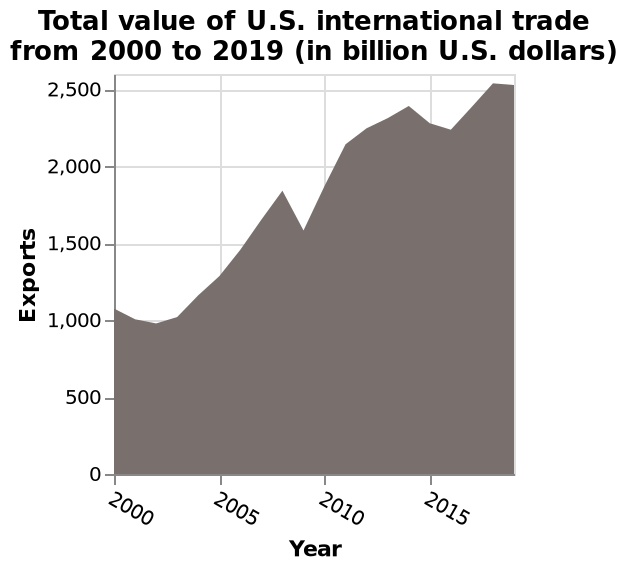 Total value of U.S. international trade
from 2000 to 2019 (in billion U.S. dollars)
2,500
2,000
1,500
1,000
500
0
Exports
2000
2005
2010
2015
Year